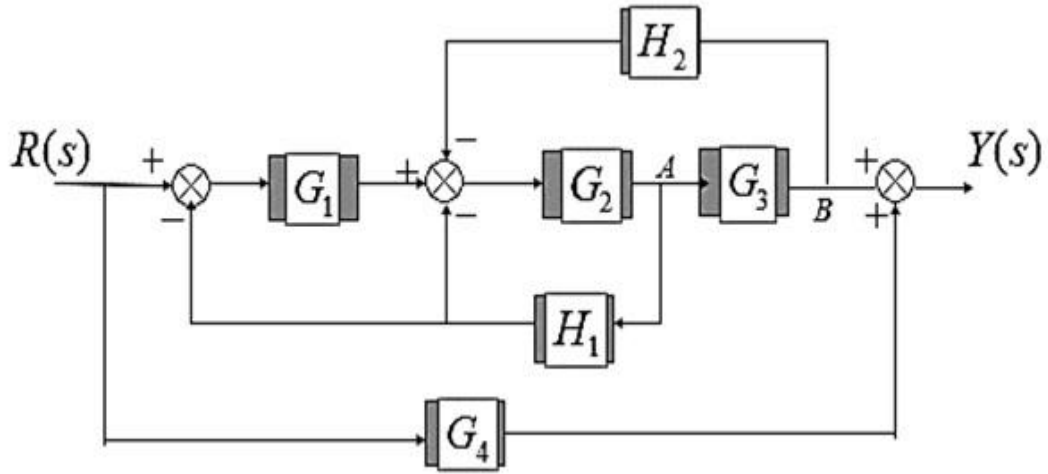 H2
R(s) + − G1 + − − G2 A G3 B + + Y(s)
H1
G4